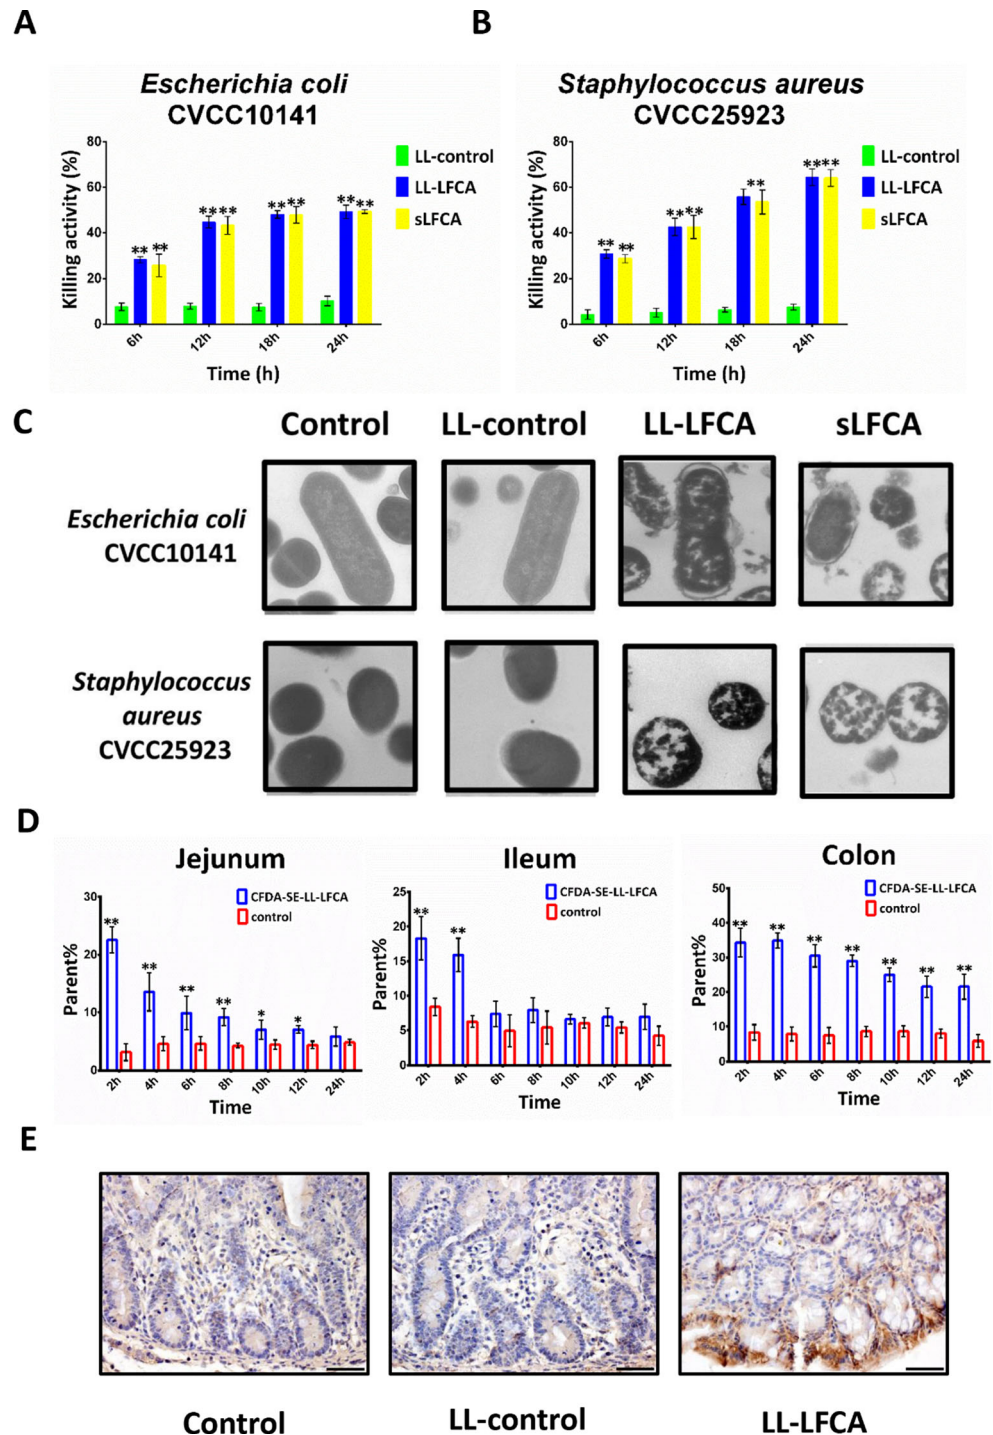 A
B
Escherichia coli
CVCC10141
Killing activity (%)
80
60
40
20
0
** ** **** ** ** ** **
6h 12h 18h 24h
Time (h)
LL-control
LL-LFCA
sLFCA
Staphylococcus aureus
CVCC25923
Killing activity (%)
80
60
40
20
0
** ** ** ** ** ****
6h 12h 18h 24h
Time (h)
LL-control
LL-LFCA
sLFCA
C
Control LL-control LL-LFCA sLFCA
Escherichia coli
CVCC10141
Staphylococcus
aureus
CVCC25923
D
Jejunum
CFDA-SE-LL-LFCA
control
Parent%
30
20
10
0
** ** ** ** * *
2h 4h 6h 8h 10h 12h 24h
Time
Ileum
CFDA-SE-LL-LFCA
control
Parent%
25
20
15
10
5
0
** **
2h 4h 6h 8h 10h 12h 24h
Time
Colon
CFDA-SE-LL-LFCA
control
Parent%
50
40
30
20
10
0
** ** ** ** ** ** **
2h 4h 6h 8h 10h 12h 24h
Time
E
Control LL-control LL-LFCA